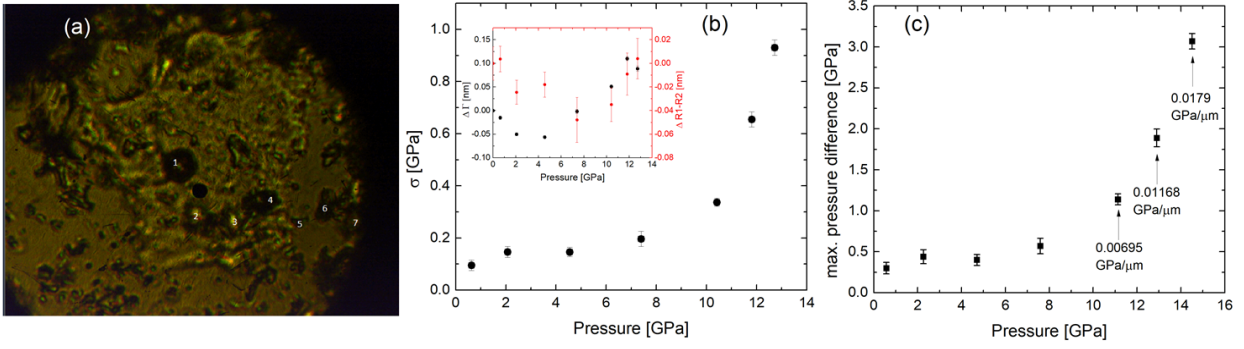 (a)
1
2
3
4
5
6
7
(b)
σ [GPa]
1.0
0.8
0.6
0.4
0.2
0.0
0 2 4 6 8 10 12 14
Pressure [GPa]
Δ Γ [nm]
0.15
0.10
0.05
0.00
-0.05
-0.10
0 2 4 6 8 10 12 14
Pressure [GPa]
0.02
0.00
-0.02
-0.04
-0.06
-0.08
Δ R1-R2 [nm]
(c)
max. pressure difference [GPa]
3.5
3.0
2.5
2.0
1.5
1.0
0.5
0.0
0.0179
GPa/μm
0.01168
GPa/μm
0.00695
GPa/μm
0 2 4 6 8 10 12 14 16
Pressure [GPa]